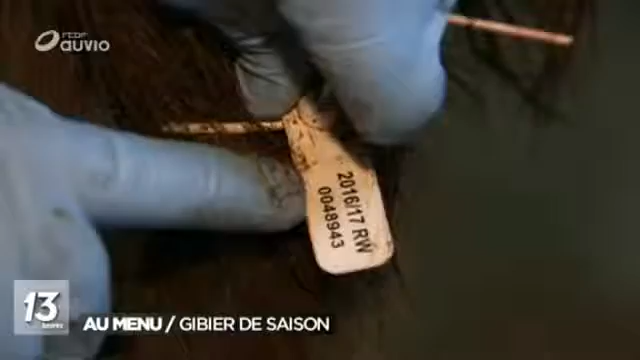 rtbf
auvio
2016/17 RW
0048943
13
heures
AU MENU / GIBIER DE SAISON